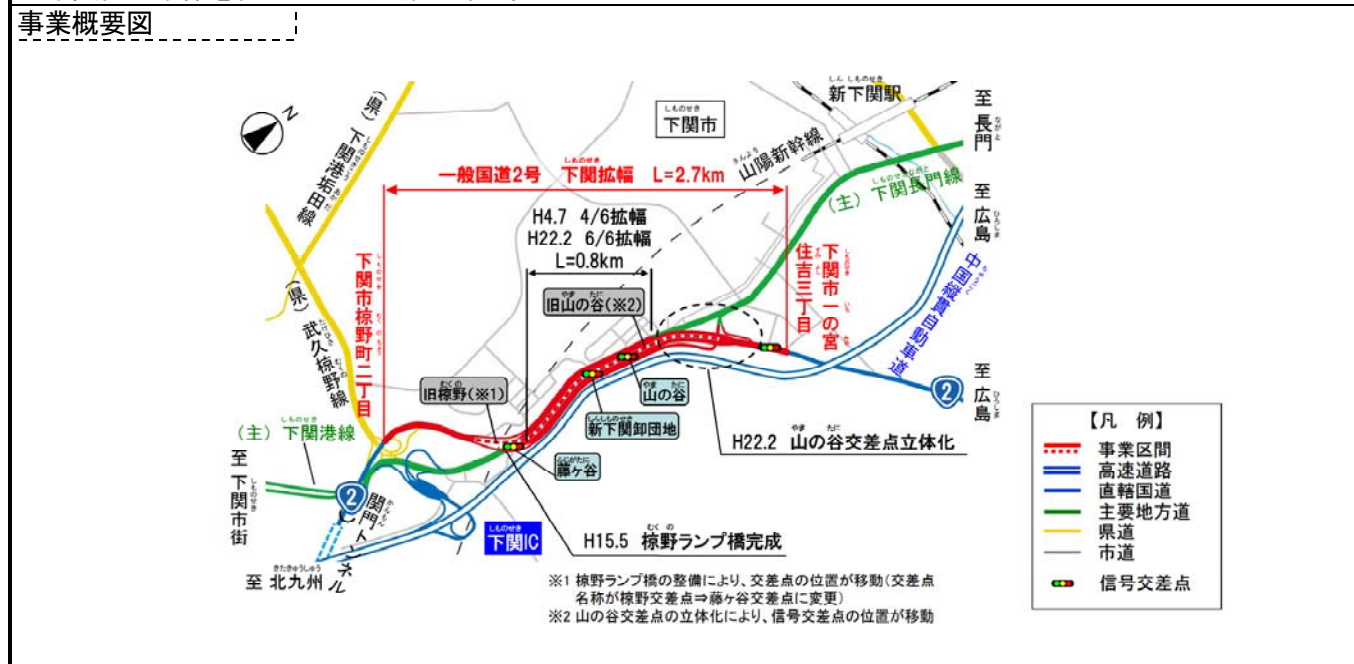 事業概要図
N
(県)下関港垢田線
下関市
新下関駅
至長門
山陽新幹線
一般国道2号 下関拡幅 L=2.7km
(主)下関長門線
至広島
H4.7 4/6拡幅
H22.2 6/6拡幅
L=0.8km
下関市一の宮
住吉三丁目
中国縦貫自動車道
下関市椋野町二丁目
(県)武久椋野線
旧山の谷(※2)
至広島
2
旧椋野(※1)
山の谷
新下関卸団地
藤ヶ谷
H22.2 山の谷交差点立体化
(主)下関港線
至下関市街
2
関門トンネル
下関IC
H15.5 椋野ランプ橋完成
至 北九州
※1 椋野ランプ橋の整備により、交差点の位置が移動(交差点
名称が椋野交差点⇒藤ヶ谷交差点に変更)
※2 山の谷交差点の立体化により、信号交差点の位置が移動
【凡 例】
事業区間
高速道路
直轄国道
主要地方道
県道
市道
信号交差点